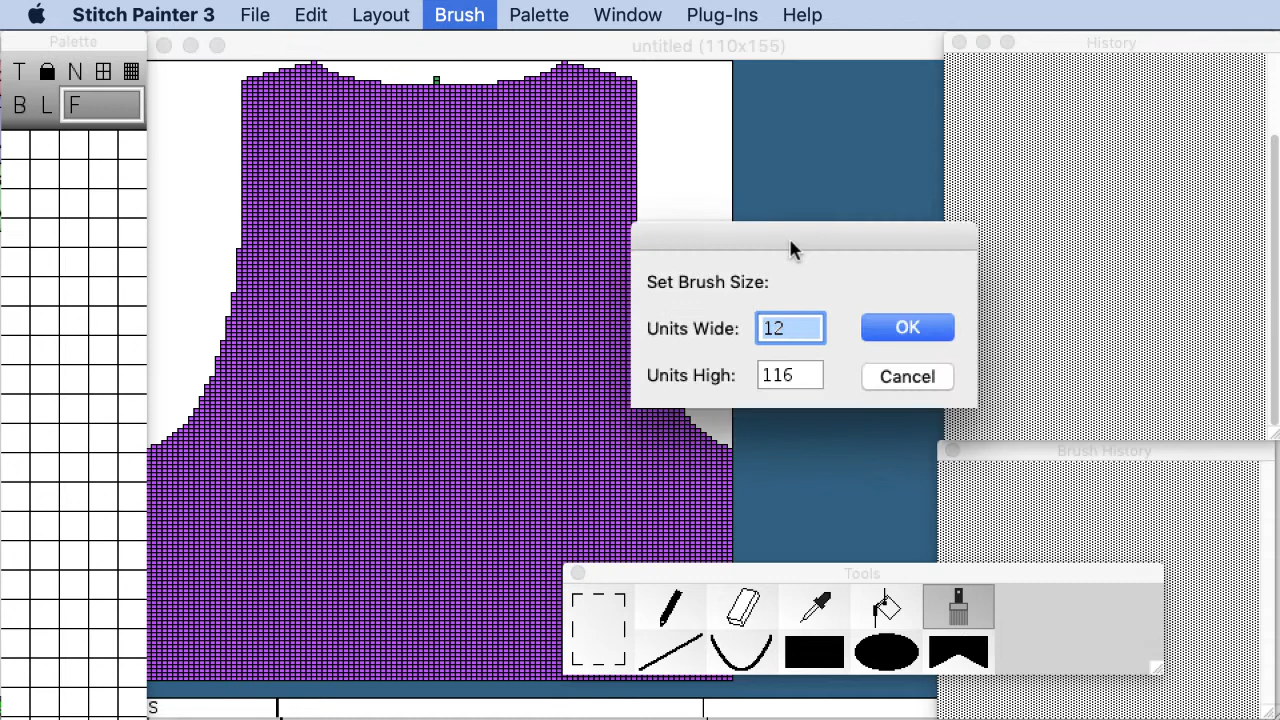 Stitch Painter 3 File Edit Layout Brush Palette Window Plug-Ins Help
Palette
untitled (110x155)
History
T N
B L F
Set Brush Size:
Units Wide: 12 OK
Units High: 116 Cancel
Brush History
Tools
S